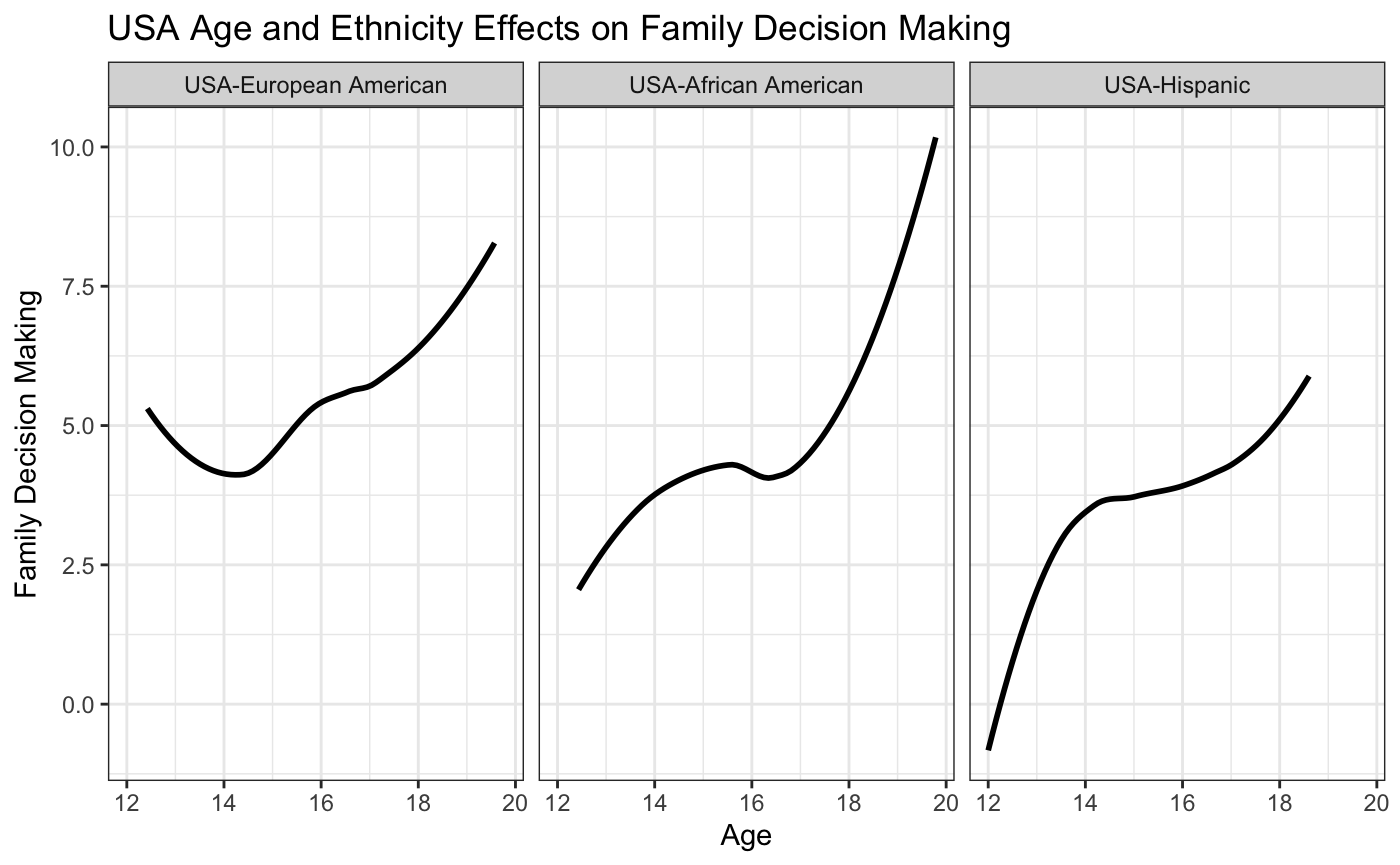 USA Age and Ethnicity Effects on Family Decision Making
USA-European American
USA-African American
USA-Hispanic
Family Decision Making
10.0
7.5
5.0
2.5
0.0
12 14 16 18 20
12 14 16 18 20
12 14 16 18 20
Age